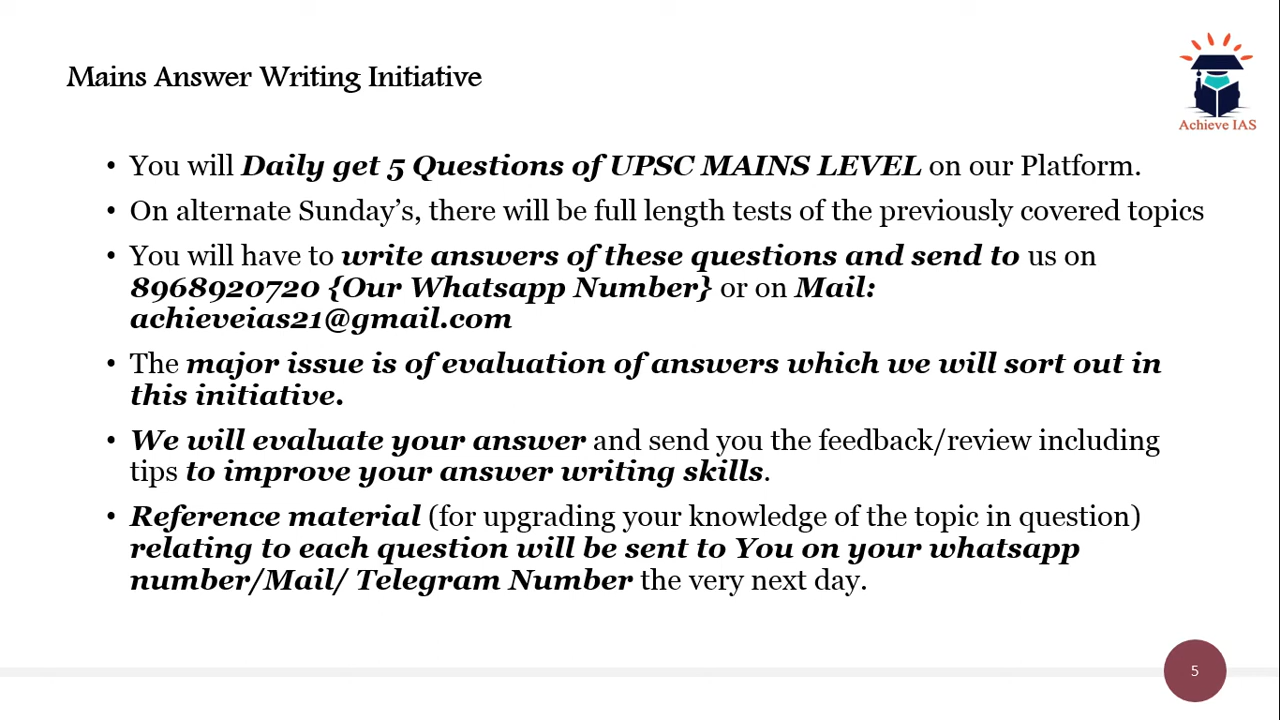 Mains Answer Writing Initiative
Achieve IAS
• You will Daily get 5 Questions of UPSC MAINS LEVEL on our Platform.
• On alternate Sunday’s, there will be full length tests of the previously covered topics
• You will have to write answers of these questions and send to us on
8968920720 {Our Whatsapp Number} or on Mail:
achieveias21@gmail.com
• The major issue is of evaluation of answers which we will sort out in
this initiative.
• We will evaluate your answer and send you the feedback/review including
tips to improve your answer writing skills.
• Reference material (for upgrading your knowledge of the topic in question)
relating to each question will be sent to You on your whatsapp
number/Mail/ Telegram Number the very next day.
5